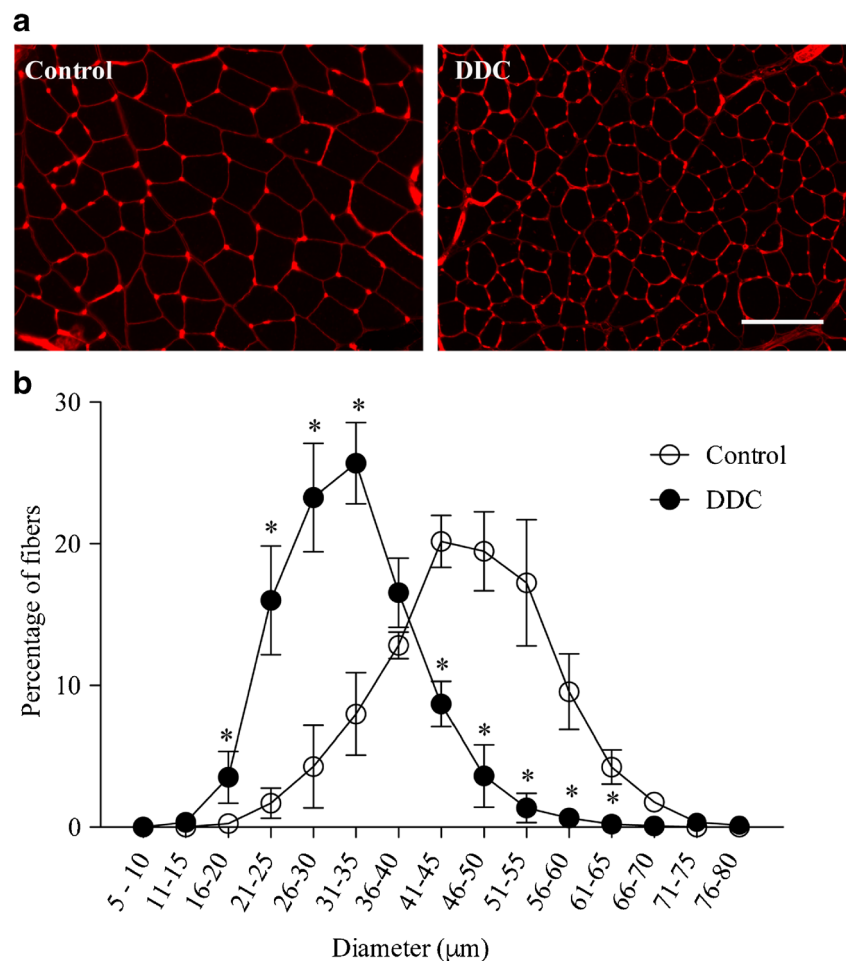 a
Control
DDC
b
30
20
10
0
Percentage of fibers
* * * * * * * * *
Control
DDC
5 - 10
11-15
16-20
21-25
26-30
31-35
36-40
41-45
46-50
51-55
56-60
61-65
66-70
71-75
76-80
Diameter (μm)